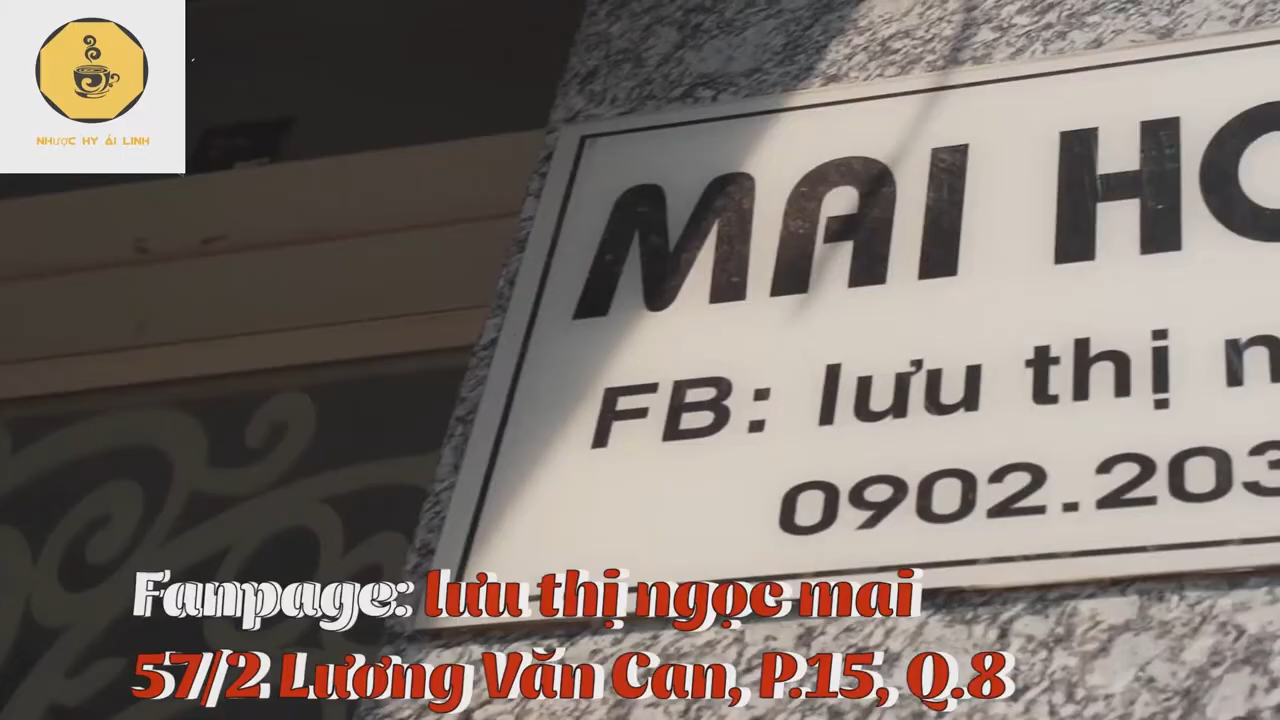 NHƯỢC HY ÁI LINH
MAI
FB: lưu thị
0902.203
Fanpage: lưu thị ngọc mai
57/2 Lương Văn Can, P.15, Q.8